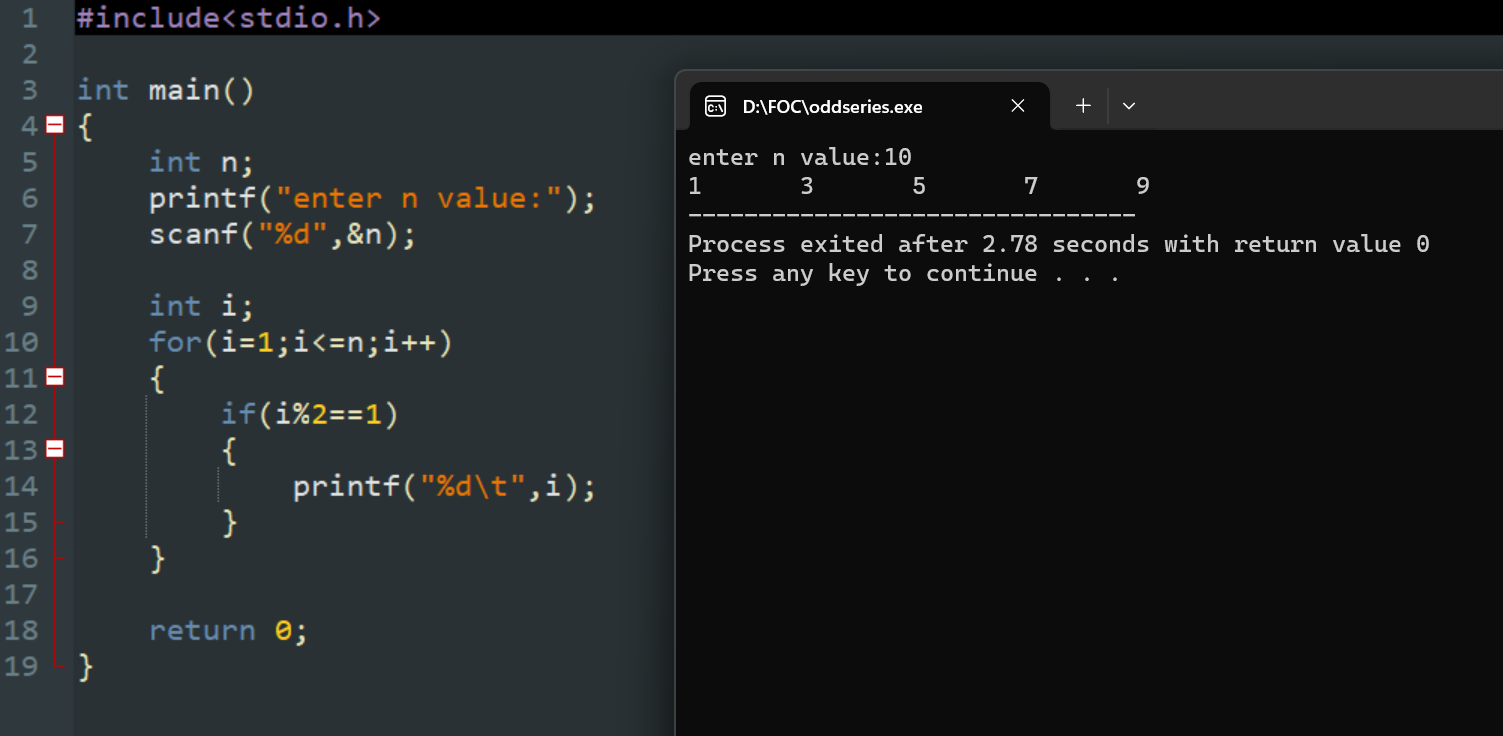 1 #include<stdio.h>
2
3 int main()
4 {
5     int n;
6     printf("enter n value:");
7     scanf("%d",&n);
8
9     int i;
10     for(i=1;i<=n;i++)
11     {
12         if(i%2==1)
13         {
14             printf("%d\t",i);
15         }
16     }
17
18     return 0;
19 }
D:\FOC\oddseries.exe
enter n value:10
1       3       5       7       9
--------------------------------
Process exited after 2.78 seconds with return value 0
Press any key to continue . . .